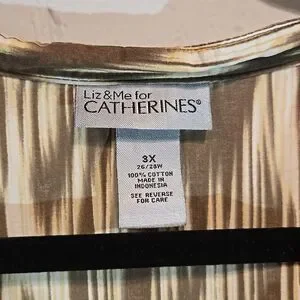 Liz&Me for
CATHERINES®
3X
26/28W
100% COTTON
MADE IN
INDONESIA
SEE REVERSE
FOR CARE